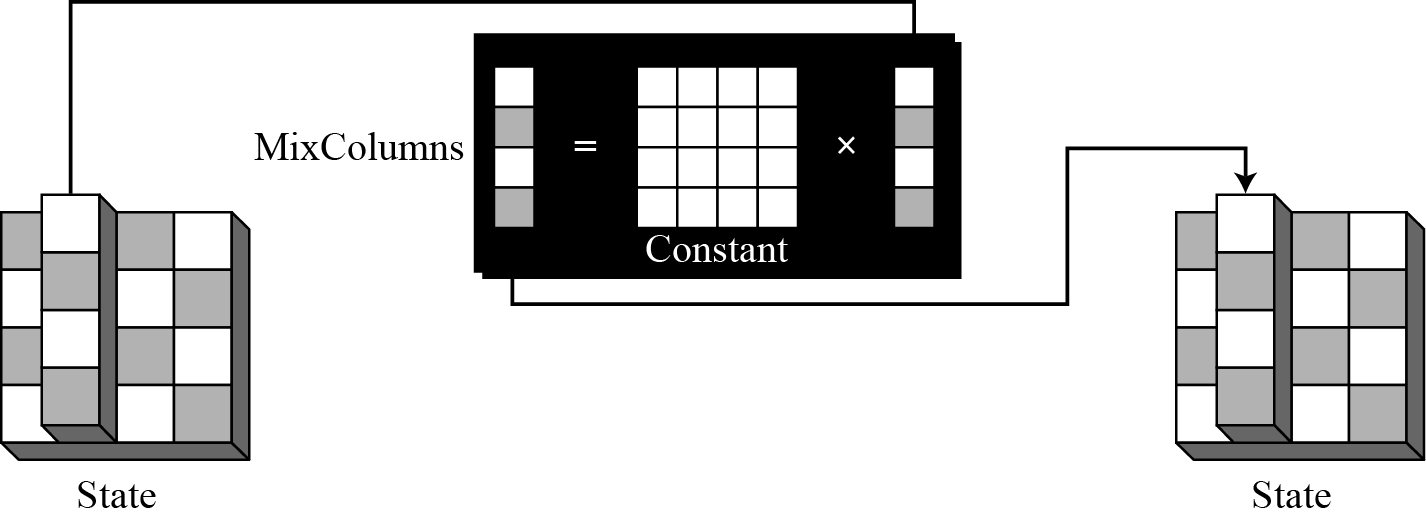 MixColumns
=
×
Constant
State
State